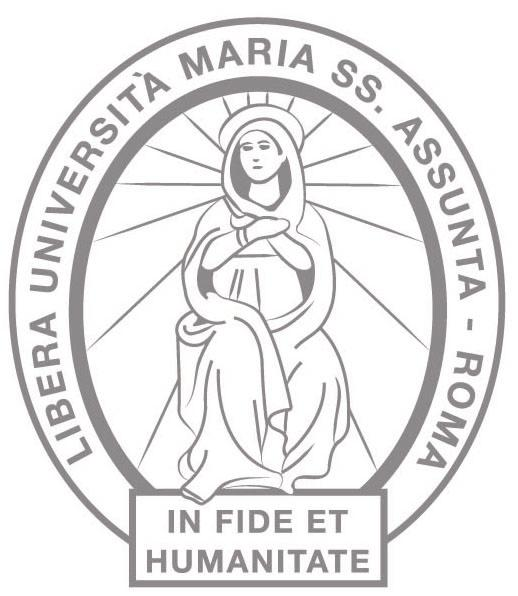 LIBERA UNIVERSITÀ MARIA SS. ASSUNTA - ROMA
IN FIDE ET
HUMANITATE